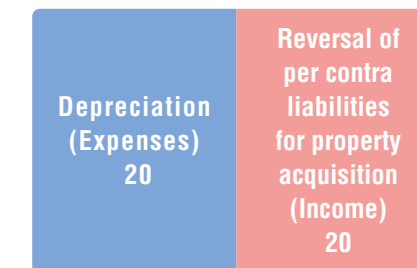 Depreciation
(Expenses)
20
Reversal of
per contra
liabilities
for property
acquisition
(Income)
20